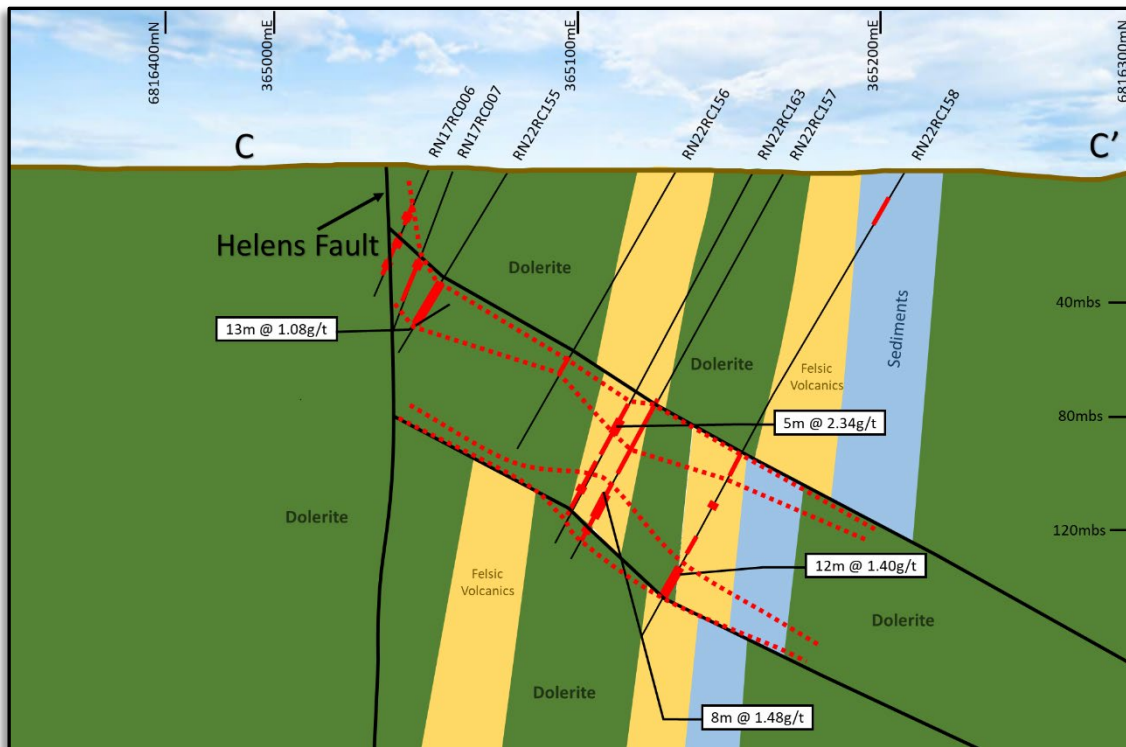 6816400mN
365000mE
365100mE
365200mE
6816300mN
C
RN17RC006
RN17RC007
RN22RC155
RN22RC156
RN22RC163
RN22RC157
RN22RC158
C’
Helens Fault
Dolerite
40mbs
13m @ 1.08g/t
Dolerite
Felsic
Volcanics
Sediments
80mbs
5m @ 2.34g/t
Dolerite
120mbs
12m @ 1.40g/t
Felsic
Volcanics
Dolerite
Dolerite
8m @ 1.48g/t